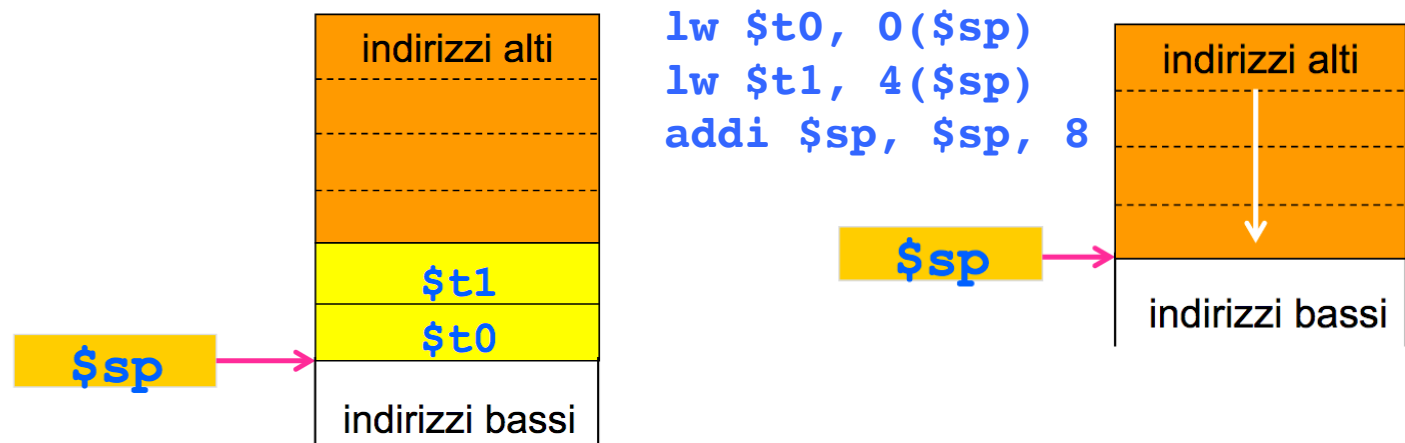 indirizzi alti
$t1
$t0
$sp
indirizzi bassi
lw $t0, 0($sp)
lw $t1, 4($sp)
addi $sp, $sp, 8
indirizzi alti
$sp
indirizzi bassi